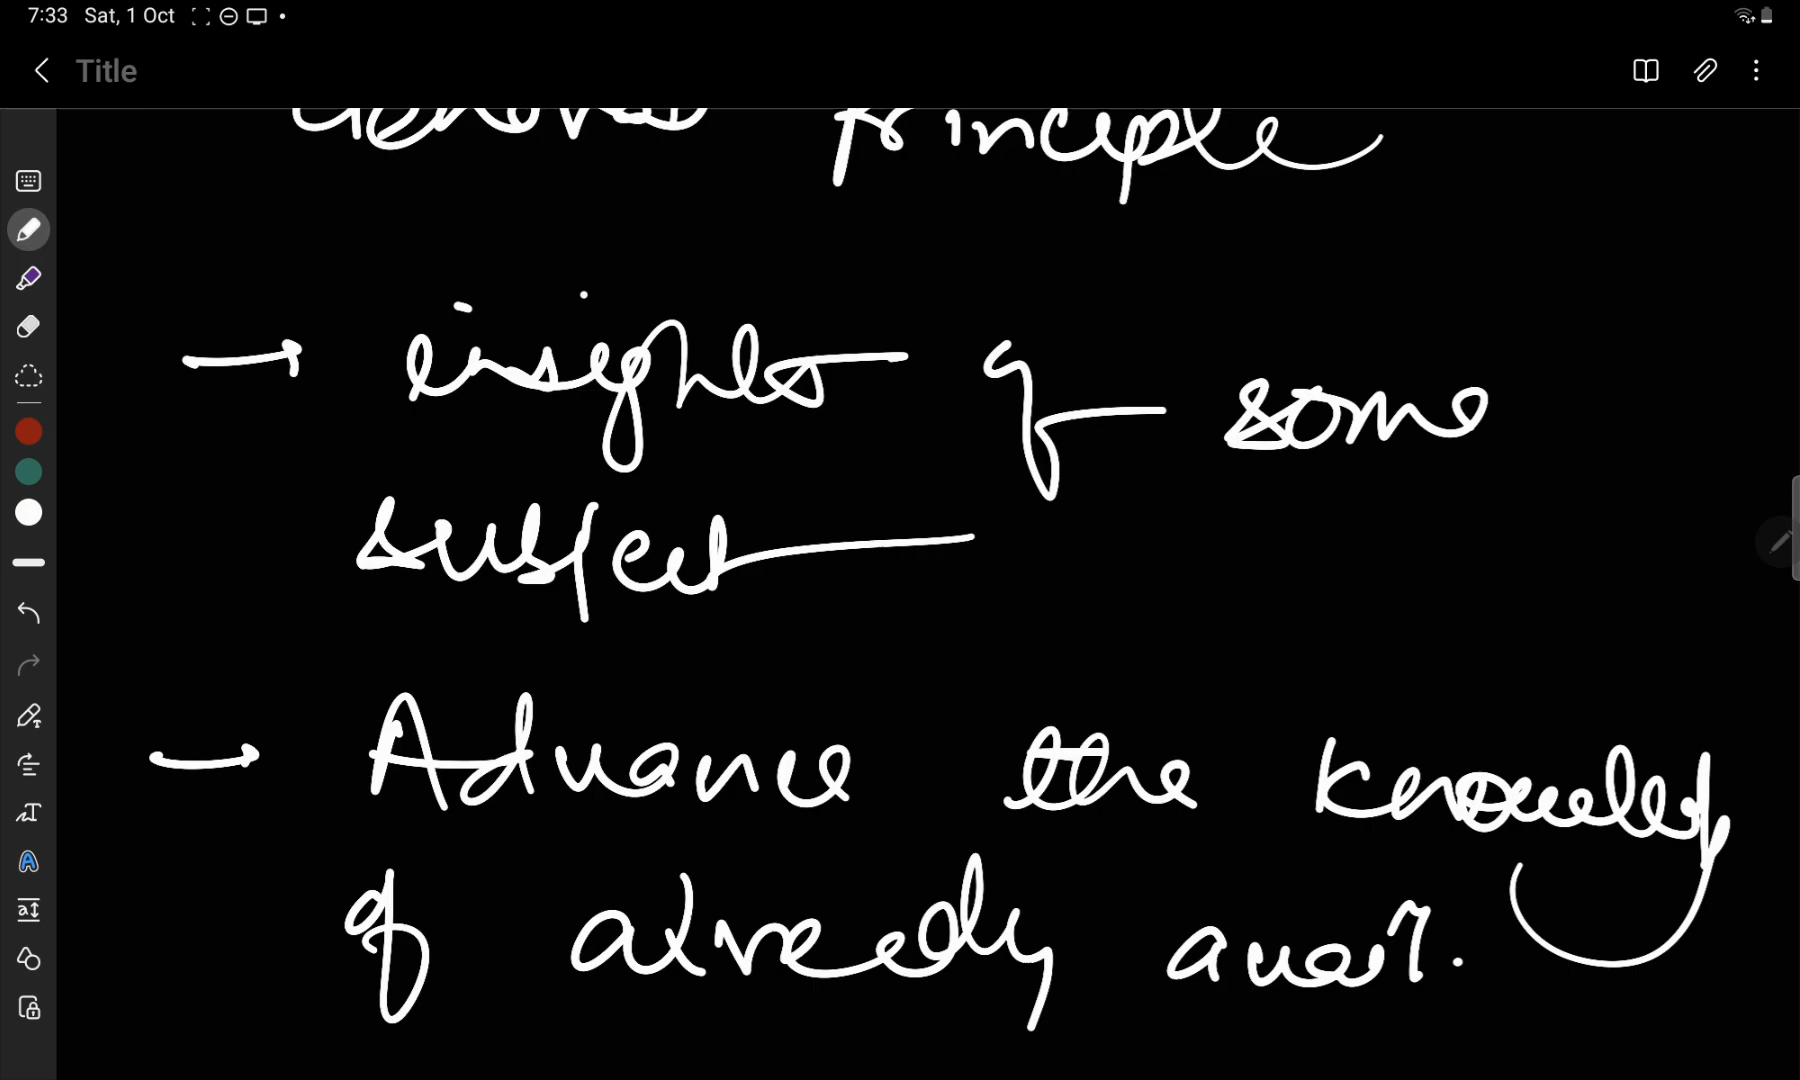 7:33 Sat, 1 Oct
Title
Principle
→ insights of some
subject
→ Advance the knowledge
of already avail.